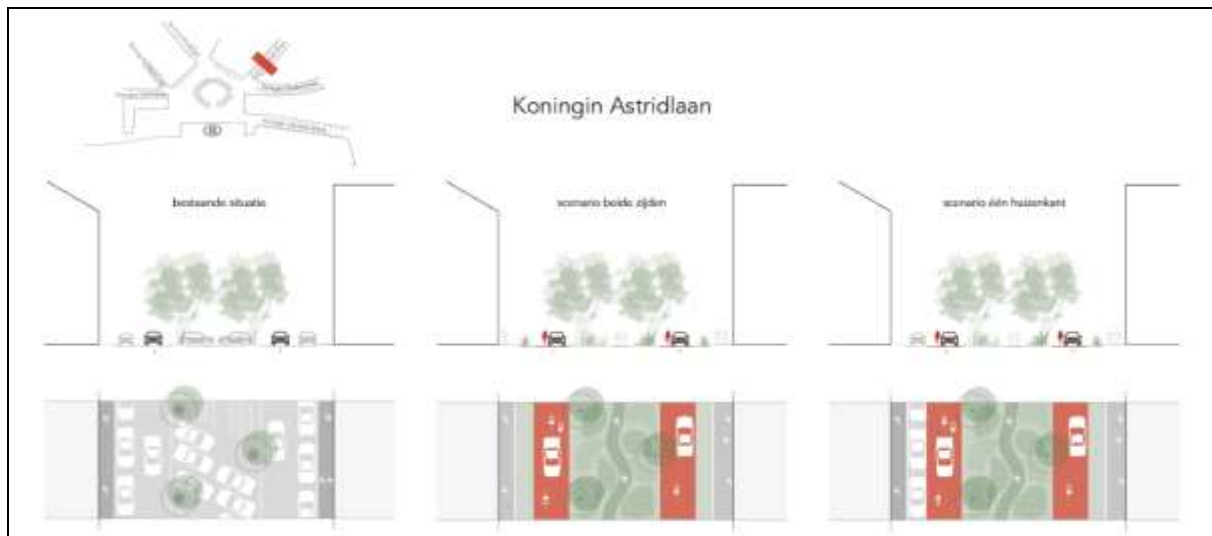 Koningin Astridlaan
bestaande situatie
scenario beide zijden
scenario één huizenkant